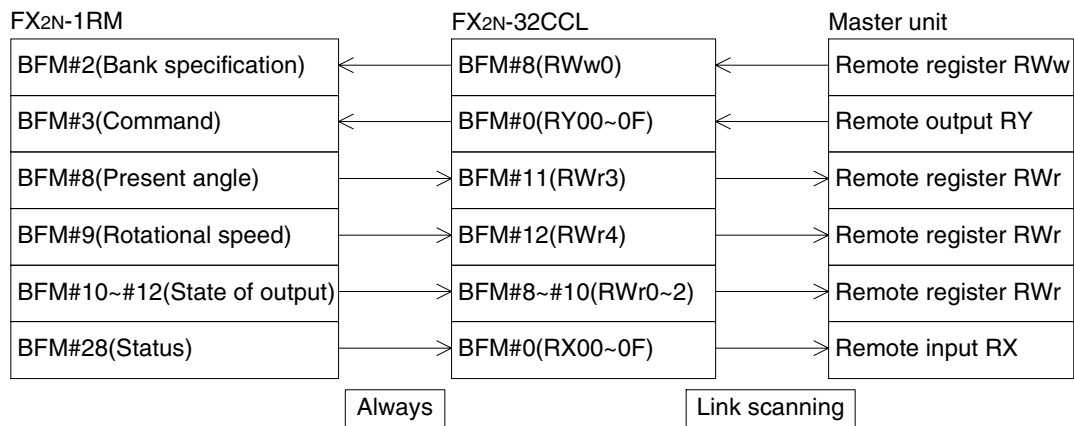 FX2N-1RM FX2N-32CCL Master unit
BFM#2(Bank specification) BFM#8(RWw0) Remote register RWw
BFM#3(Command) BFM#0(RY00~0F) Remote output RY
BFM#8(Present angle) BFM#11(RWr3) Remote register RWr
BFM#9(Rotational speed) BFM#12(RWr4) Remote register RWr
BFM#10~#12(State of output) BFM#8~#10(RWr0~2) Remote register RWr
BFM#28(Status) BFM#0(RX00~0F) Remote input RX
Always Link scanning